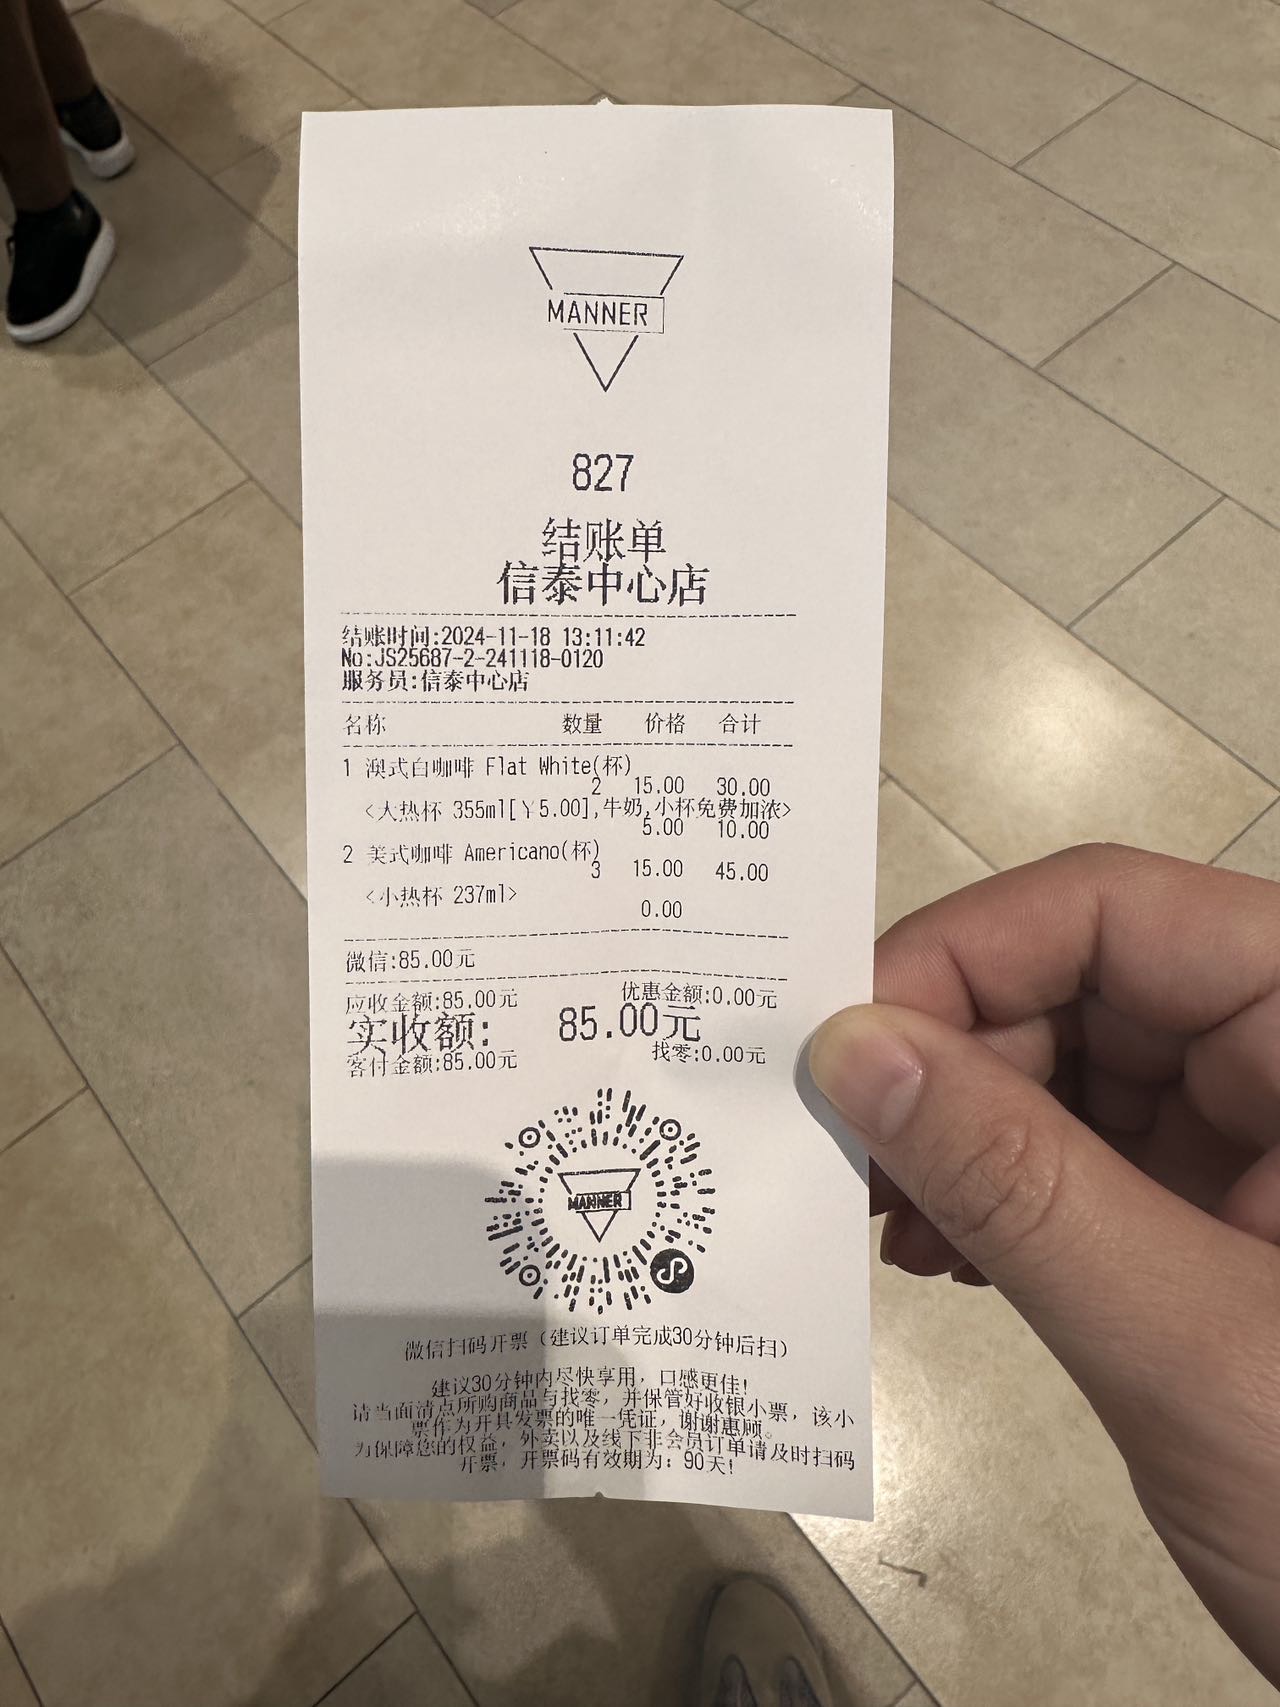 MANNER
827
结账单
信泰中心店
结账时间:2024-11-18 13:11:42
No:JS25687-2-241118-0120
服务员:信泰中心店
名称 数量 价格 合计
1 澳式白咖啡 Flat White(杯)
2 15.00 30.00
<大热杯 355ml[￥5.00],牛奶,小杯免费加浓>
5.00 10.00
2 美式咖啡 Americano(杯)
3 15.00 45.00
<小热杯 237ml>
0.00
微信:85.00元
应收金额:85.00元 优惠金额:0.00元
实收额: 85.00元
客付金额:85.00元 找零:0.00元
MANNER
微信扫码开票（建议订单完成30分钟后扫）
建议30分钟内尽快享用，口感更佳!
请当面清点所购商品与找零，并保管好收银小票，该小
票作为开具发票的唯一凭证，谢谢惠顾。
为保障您的权益，外卖以及线下非会员订单请及时扫码
开票，开票码有效期为：90天!